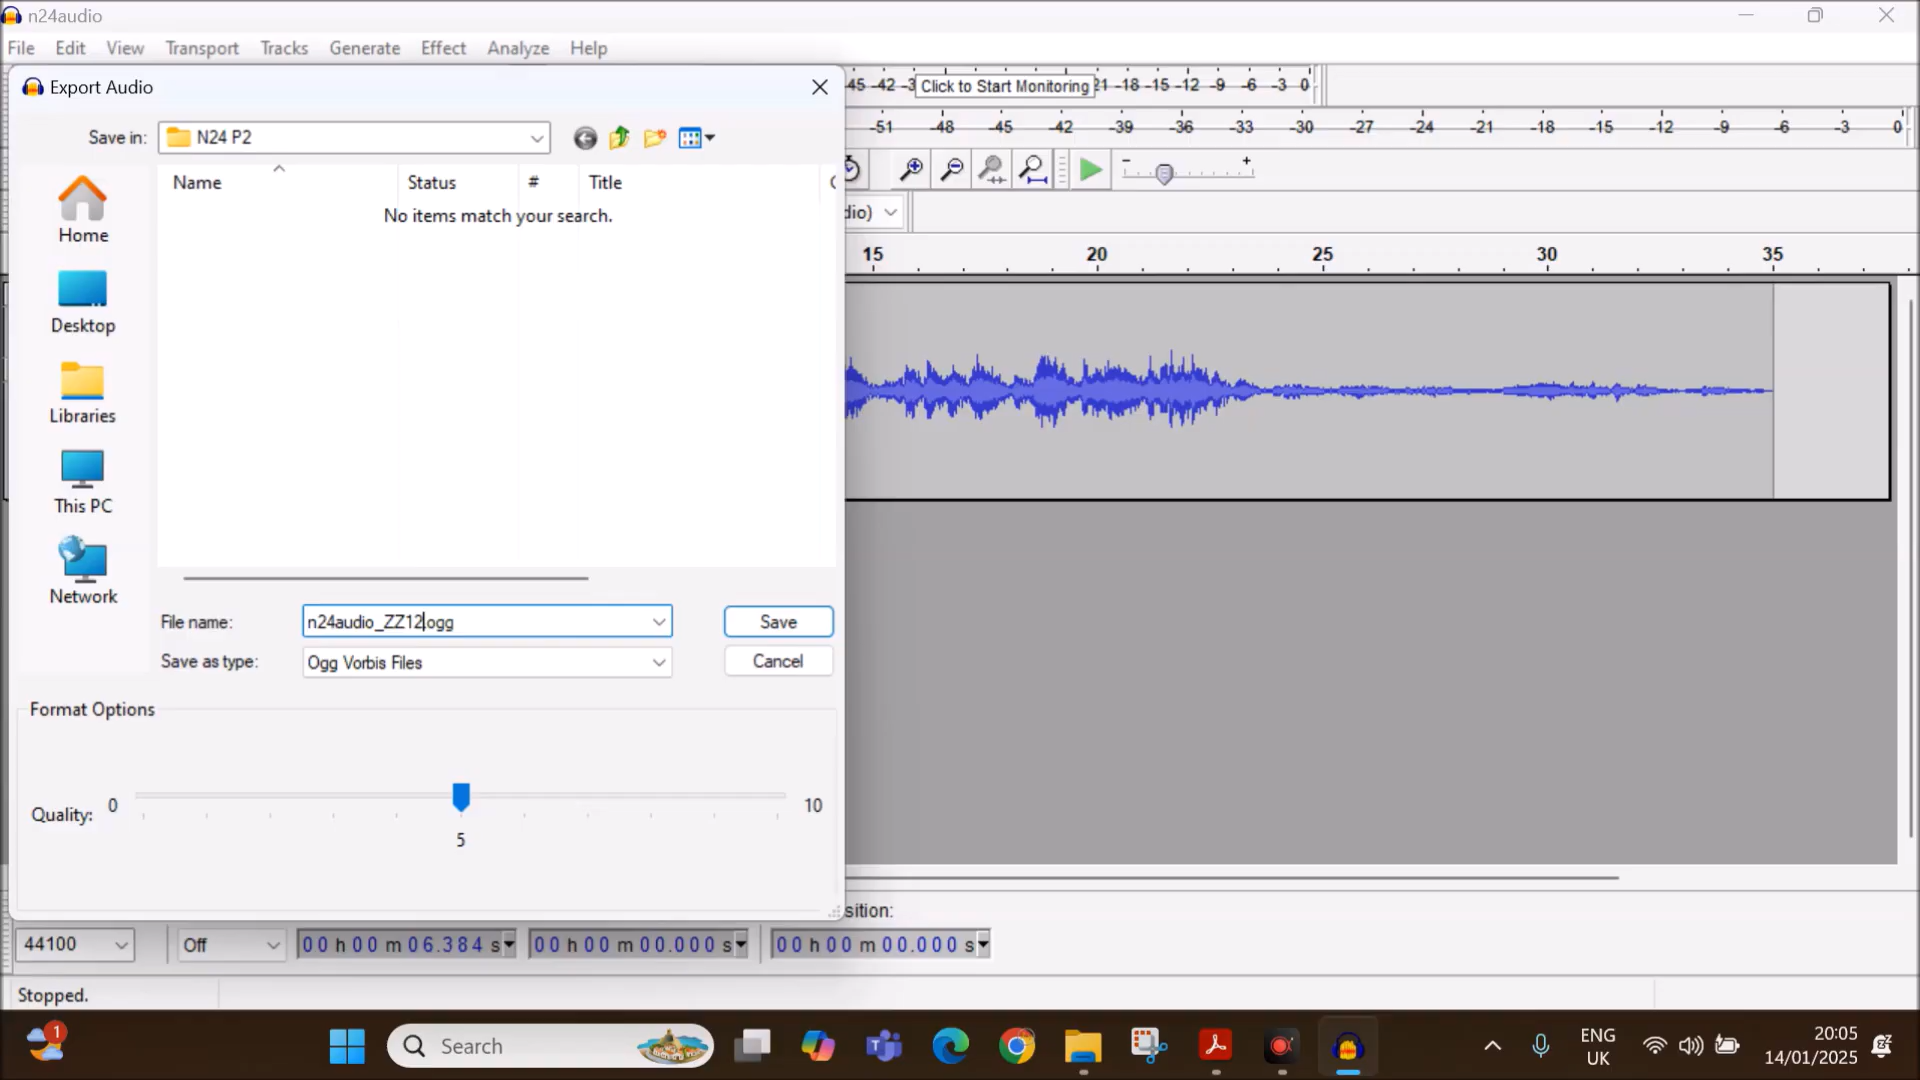 n24audio
File Edit View Transport Tracks Generate Effect Analyze Help
Export Audio
Save in: N24 P2
Name Status # Title
No items match your search.
Home
Desktop
Libraries
This PC
Network
File name: n24audio_ZZ12.ogg Save
Save as type: Ogg Vorbis Files Cancel
Format Options
Quality: 0 10
5
45 -42 -3 Click to Start Monitoring 21 -18 -15 -12 -9 -6 -3 0
-51 -48 -45 -42 -39 -36 -33 -30 -27 -24 -21 -18 -15 -12 -9 -6 -3 0
- +
dio)
15 20 25 30 35
sition:
44100 Off 00 h 00 m 06.384 s 00 h 00 m 00.000 s 00 h 00 m 00.000 s
Stopped.
1 Search ENG 20:05
UK 14/01/2025